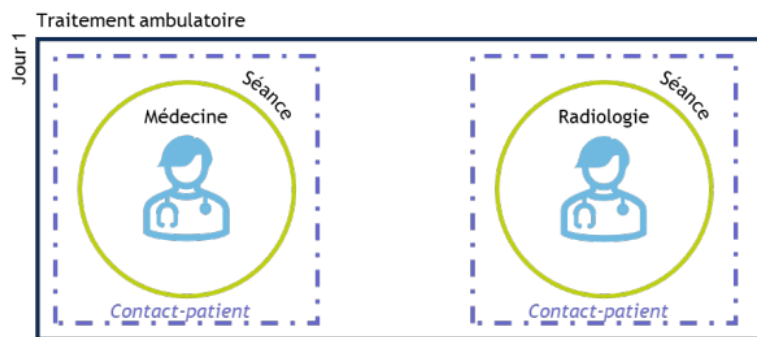 Traitement ambulatoire
Jour 1
Séance
Médecine
Contact-patient
Séance
Radiologie
Contact-patient